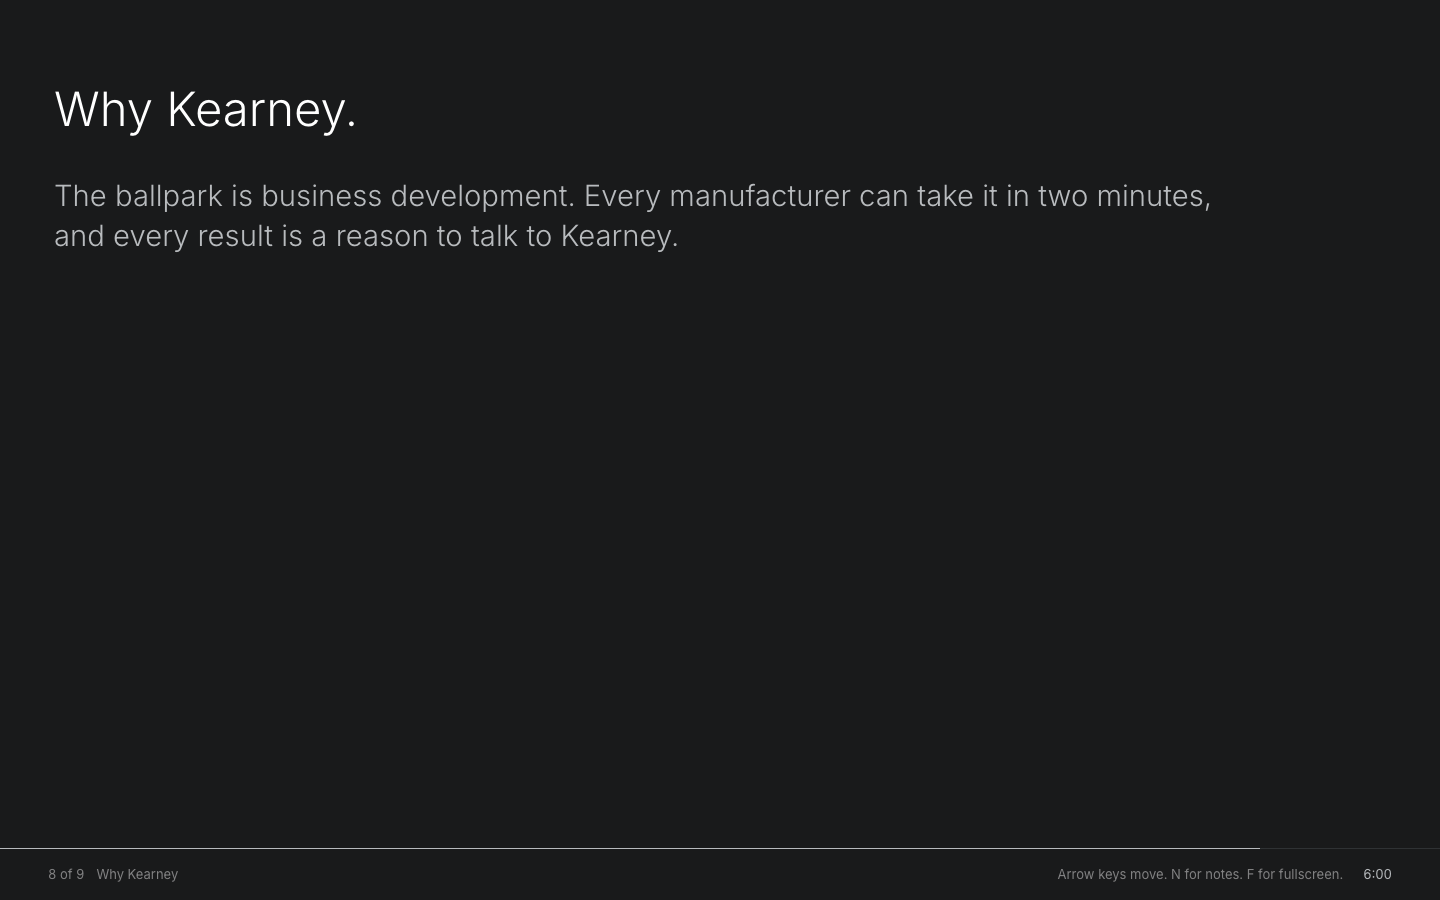 Why Kearney.
The ballpark is business development. Every manufacturer can take it in two minutes,
and every result is a reason to talk to Kearney.
8 of 9 Why Kearney
Arrow keys move. N for notes. F for fullscreen. 6:00